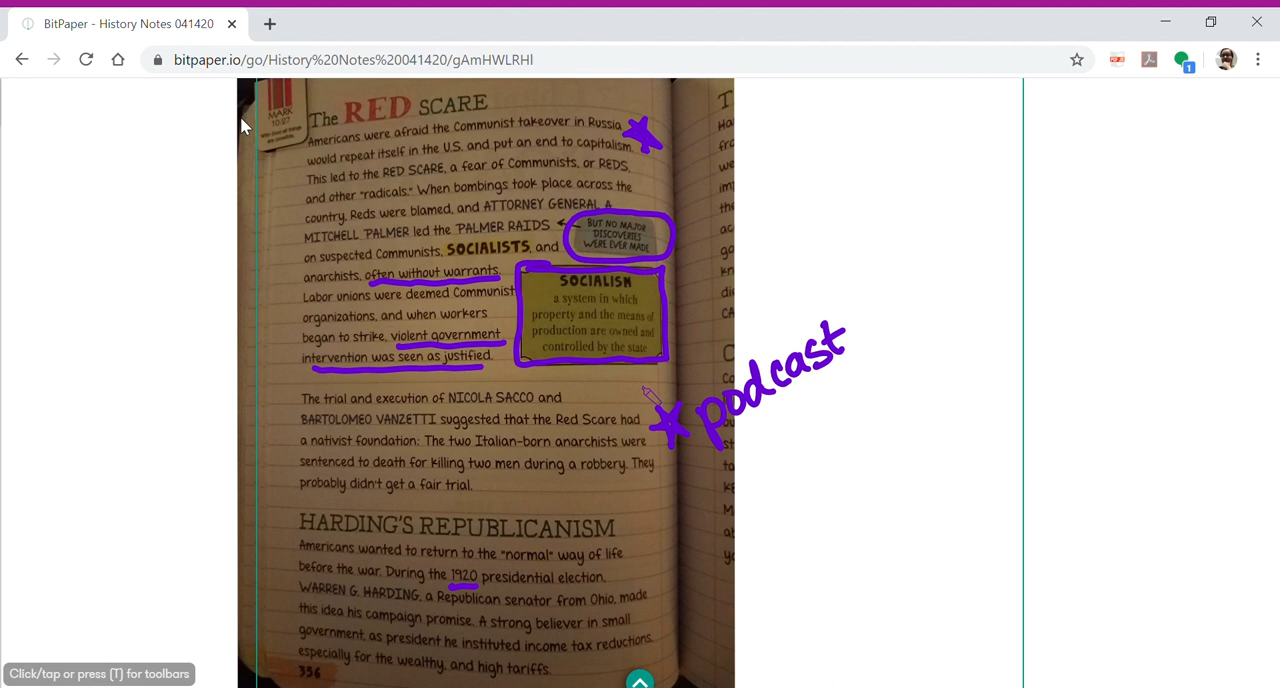 BitPaper - History Notes 041420
bitpaper.io/go/History%20Notes%20041420/gAmHWLRHl
1
MARK
10:27
The RED SCARE
Americans were afraid the Communist takeover in Russia
would repeat itself in the U.S. and put an end to capitalism.
This led to the RED SCARE, a fear of Communists, or REDS,
and other "radicals." When bombings took place across the
country, Reds were blamed, and ATTORNEY GENERAL A.
MITCHELL PALMER led the PALMER RAIDS
on suspected Communists, SOCIALISTS, and
anarchists, often without warrants.
Labor unions were deemed Communist
organizations, and when workers
began to strike, violent government
intervention was seen as justified.
BUT NO MAJOR
DISCOVERIES
WERE EVER MADE
SOCIALISM
a system in which
property and the means of
production are owned and
controlled by the state
podcast
The trial and execution of NICOLA SACCO and
BARTOLOMEO VANZETTI suggested that the Red Scare had
a nativist foundation: The two Italian-born anarchists were
sentenced to death for killing two men during a robbery. They
probably didn't get a fair trial.
HARDING'S REPUBLICANISM
Americans wanted to return to the "normal" way of life
before the war. During the 1920 presidential election,
WARREN G. HARDING, a Republican senator from Ohio, made
this idea his campaign promise. A strong believer in small
government, as president he instituted income tax reductions,
especially for the wealthy, and high tariffs.
336
Click/tap or press (T) for toolbars